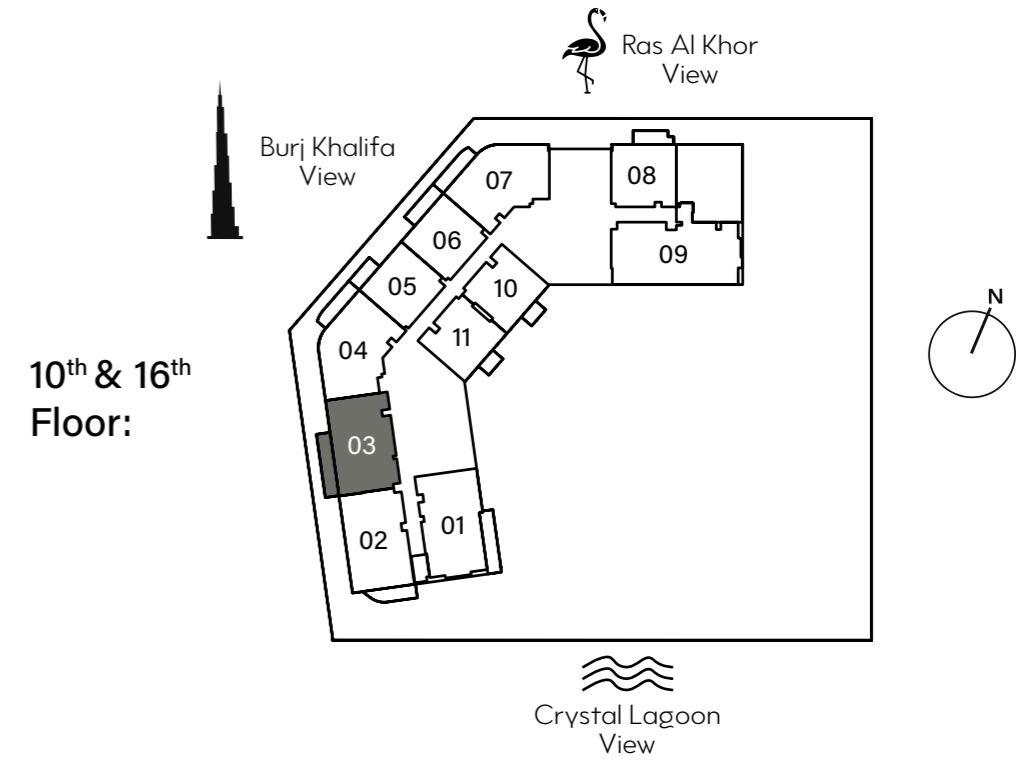 Ras Al Khor
View
Burj Khalifa
View
07
08
06
09
05
10
11
04
N
10th & 16th
Floor:
03
01
02
Crystal Lagoon
View